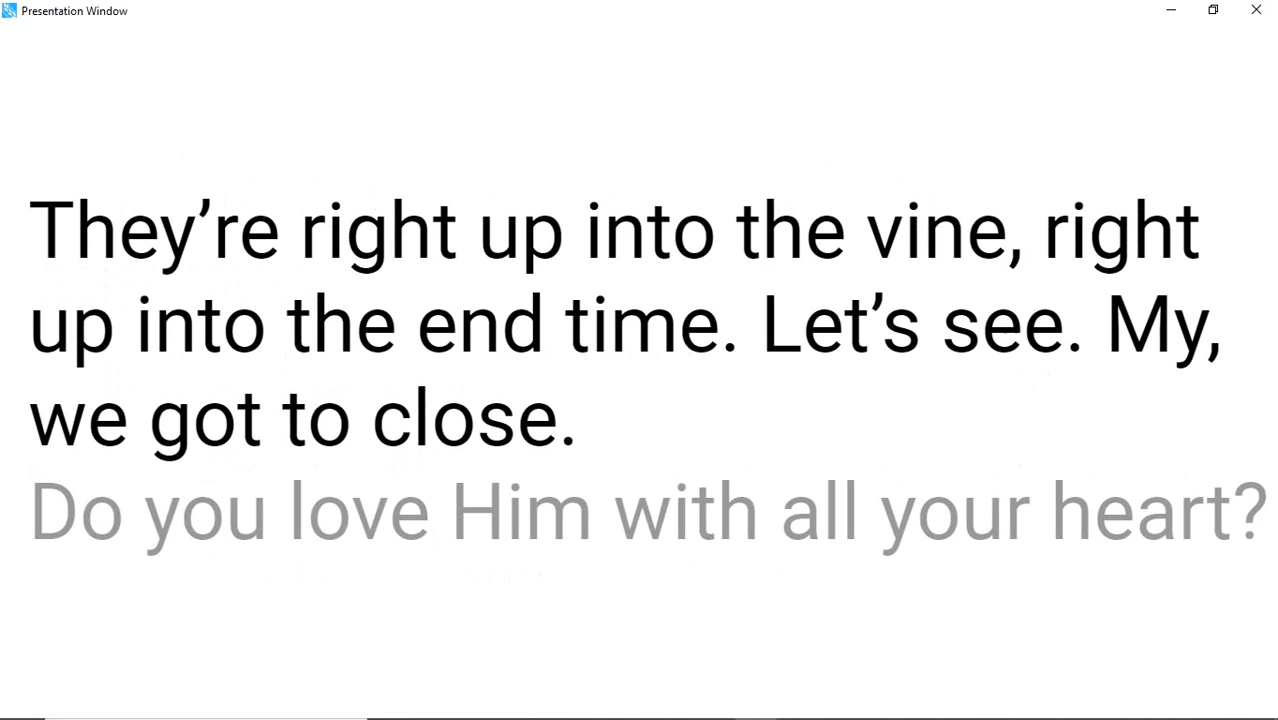 Presentation Window
They’re right up into the vine, right
up into the end time. Let’s see. My,
we got to close.
Do you love Him with all your heart?